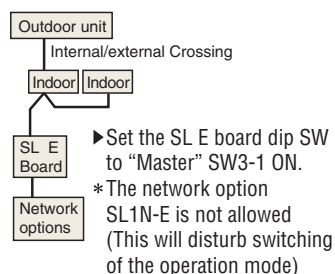 Outdoor unit
Internal/external Crossing
Indoor Indoor
SL E
Board
Network
options
▶Set the SL E board dip SW
to “Master” SW3-1 ON.
*The network option
SL1N-E is not allowed
(This will disturb switching
of the operation mode)